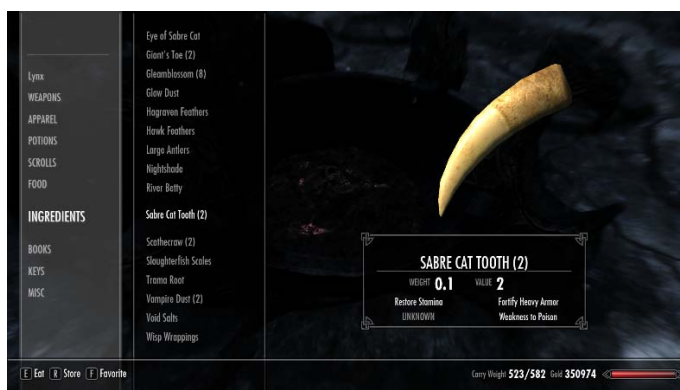 Lynx
WEAPONS
APPAREL
POTIONS
SCROLLS
FOOD
INGREDIENTS
BOOKS
KEYS
MISC
Eye of Sabre Cat
Giant's Toe (2)
Gleamblossom (8)
Glow Dust
Hagraven Feathers
Hawk Feathers
Large Antlers
Nightshade
River Betty
Sabre Cat Tooth (2)
Scathecraw (2)
Slaughterfish Scales
Trama Root
Vampire Dust (2)
Void Salts
Wisp Wrappings
SABRE CAT TOOTH (2)
WEIGHT 0.1 VALUE 2
Restore Stamina Fortify Heavy Armor
UNKNOWN Weakness to Poison
E Eat R Store F Favorite Carry Weight 523/582 Gold 350974